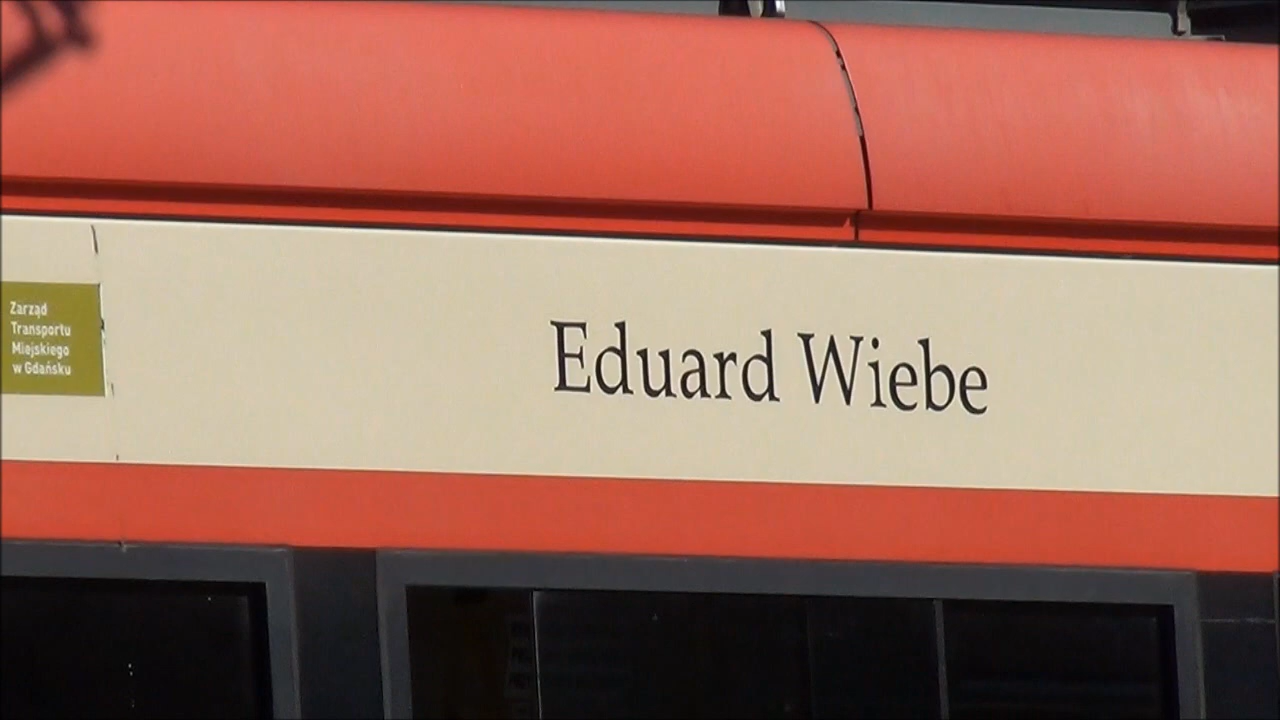 Zarząd
Transportu
Miejskiego
w Gdańsku
Eduard Wiebe